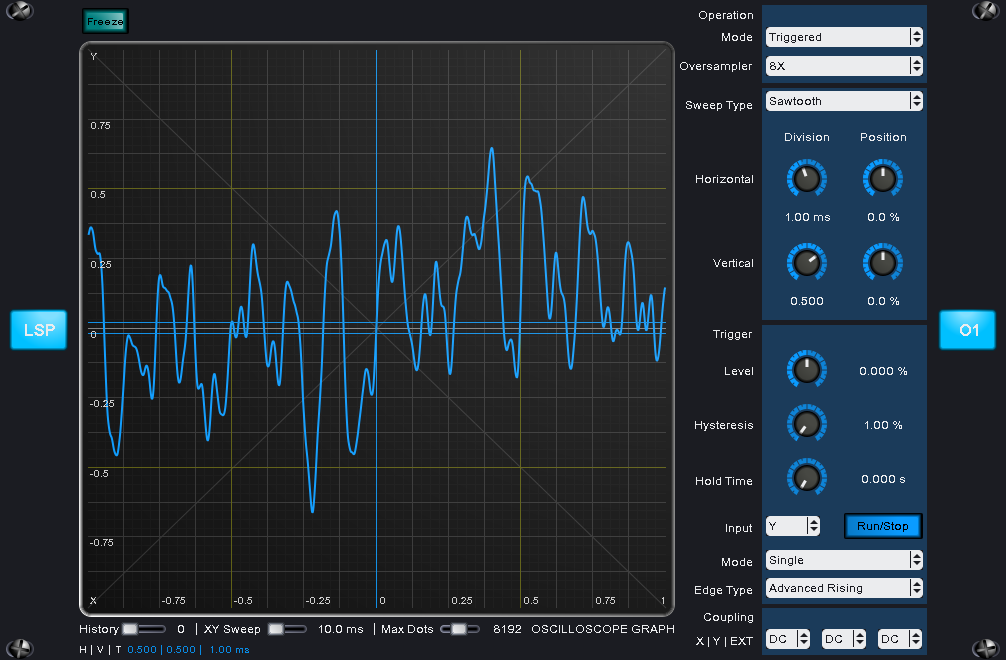 Freeze
Y
0.75
0.5
0.25
0
-0.25
-0.5
-0.75
X -0.75 -0.5 -0.25 0 0.25 0.5 0.75 1
History 0 | XY Sweep 10.0 ms | Max Dots 8192 OSCILLOSCOPE GRAPH
H | V | T 0.500 | 0.500 | 1.00 ms
LSP
Operation
Mode Triggered
Oversampler 8X
Sweep Type Sawtooth
Division Position
Horizontal
1.00 ms 0.0 %
Vertical
0.500 0.0 %
Trigger
Level 0.000 %
Hysteresis 1.00 %
Hold Time 0.000 s
Input Y Run/Stop
Mode Single
Edge Type Advanced Rising
Coupling
X | Y | EXT DC DC DC
O1